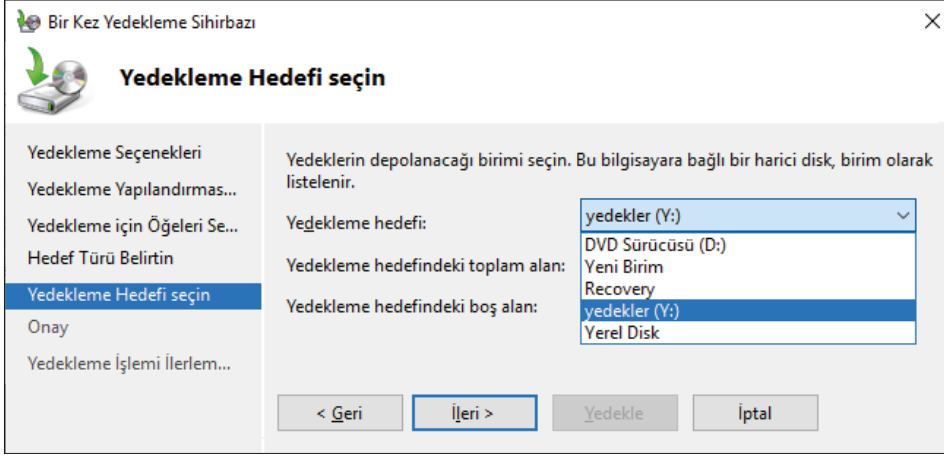 Bir Kez Yedekleme Sihirbazı
Yedekleme Hedefi seçin
Yedekleme Seçenekleri
Yedekleme Yapılandırmas...
Yedekleme için Öğeleri Se...
Hedef Türü Belirtin
Yedekleme Hedefi seçin
Onay
Yedekleme İşlemi İlerlem...
Yedeklerin depolanacağı birimi seçin. Bu bilgisayara bağlı bir harici disk, birim olarak
listelenir.
Yedekleme hedefi:
yedekler (Y:)
DVD Sürücüsü (D:)
Yeni Birim
Recovery
yedekler (Y:)
Yerel Disk
Yedekleme hedefindeki toplam alan:
Yedekleme hedefindeki boş alan:
< Geri
İleri >
Yedekle
İptal